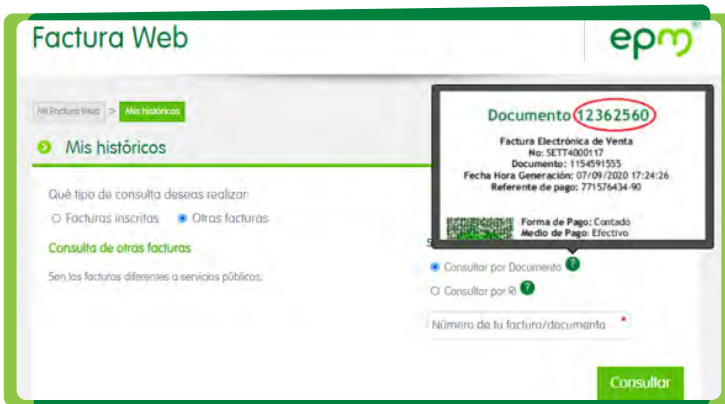 Factura Web
epm®
Mi Factura Web > Mis históricos
Mis históricos
Qué tipo de consulta deseas realizar
Facturas inscritas Otras facturas
Consulta de otras facturas
Son las facturas diferentes a servicios públicos.
Documento 12362560
Factura Electrónica de Venta
No: SETT4000117
Documento: 1154591555
Fecha Hora Generación: 07/09/2020 17:24:26
Referente de pago: 771576434-90
Forma de Pago: Contado
Medio de Pago: Efectivo
Consultar por Documento ?
Consultar por RI ?
Número de tu factura/documento *
Consultar